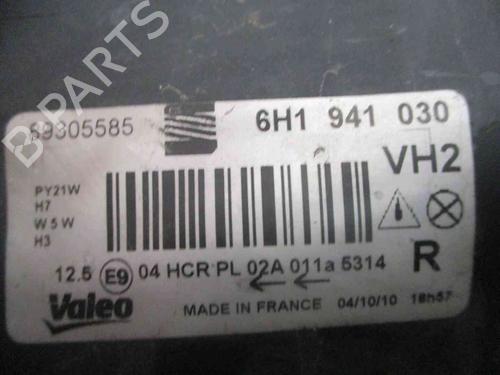 89305585 6H1 941 030
VH2
PY21W
H7
W5W
H3
12.5 E9 04 HCR PL 02A 011a 5314 R
Valeo MADE IN FRANCE 04/10/10 18h57
B-PARTS